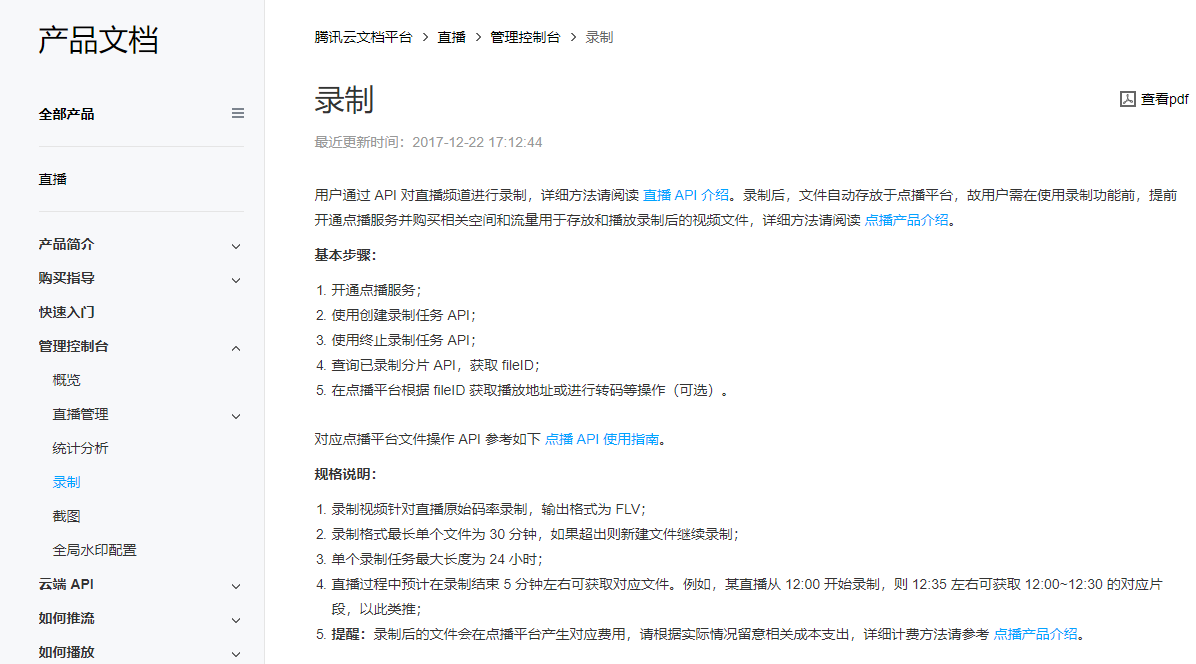 产品文档
全部产品
直播
产品简介
购买指导
快速入门
管理控制台
概览
直播管理
统计分析
录制
截图
全局水印配置
云端 API
如何推流
如何播放
腾讯云文档平台 > 直播 > 管理控制台 > 录制
录制
查看pdf
最近更新时间：2017-12-22 17:12:44
用户通过 API 对直播频道进行录制，详细方法请阅读 直播 API 介绍。录制后，文件自动存放于点播平台，故用户需在使用录制功能前，提前
开通点播服务并购买相关空间和流量用于存放和播放录制后的视频文件，详细方法请阅读 点播产品介绍。
基本步骤：
1. 开通点播服务；
2. 使用创建录制任务 API；
3. 使用终止录制任务 API；
4. 查询已录制分片 API，获取 fileID；
5. 在点播平台根据 fileID 获取播放地址或进行转码等操作（可选）。
对应点播平台文件操作 API 参考如下 点播 API 使用指南。
规格说明：
1. 录制视频针对直播原始码率录制，输出格式为 FLV；
2. 录制格式最长单个文件为 30 分钟，如果超出则新建文件继续录制；
3. 单个录制任务最大长度为 24 小时；
4. 直播过程中预计在录制结束 5 分钟左右可获取对应文件。例如，某直播从 12:00 开始录制，则 12:35 左右可获取 12:00~12:30 的对应片
段，以此类推；
5. 提醒：录制后的文件会在点播平台产生对应费用，请根据实际情况留意相关成本支出，详细计费方法请参考 点播产品介绍。